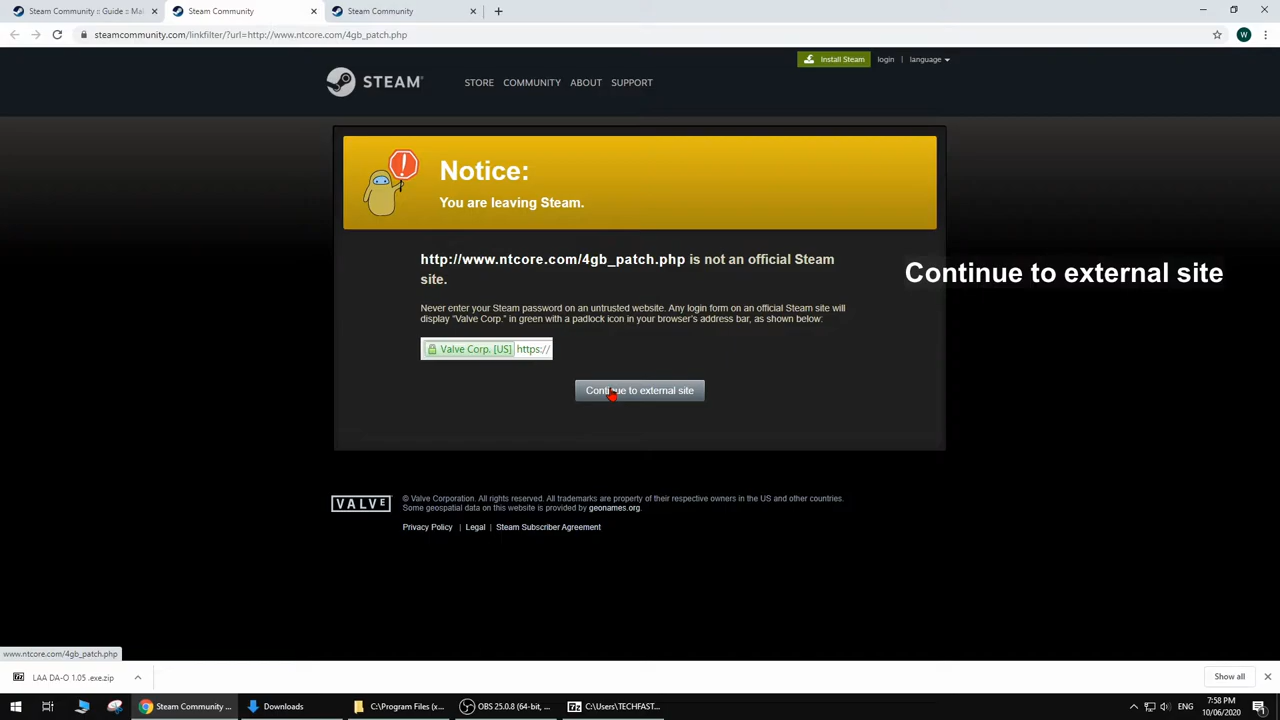 Steam Community :: Guide :: Mai
Steam Community
Steam Community
steamcommunity.com/linkfilter/?url=http://www.ntcore.com/4gb_patch.php
W
Install Steam
login
|
language
STEAM
STORE
COMMUNITY
ABOUT
SUPPORT
Notice:
You are leaving Steam.
http://www.ntcore.com/4gb_patch.php is not an official Steam
site.
Continue to external site
Never enter your Steam password on an untrusted website. Any login form on an official Steam site will
display "Valve Corp." in green with a padlock icon in your browser's address bar, as shown below:
Valve Corp. [US] https://
Continue to external site
VALVE
© Valve Corporation. All rights reserved. All trademarks are property of their respective owners in the US and other countries.
Some geospatial data on this website is provided by geonames.org.
Privacy Policy | Legal | Steam Subscriber Agreement
www.ntcore.com/4gb_patch.php
LAA DA-O 1.05 .exe.zip
Show all
Steam Community ...
Downloads
C:\Program Files (x...
OBS 25.0.8 (64-bit, ...
C:\Users\TECHFAST...
ENG
7:58 PM
10/06/2020